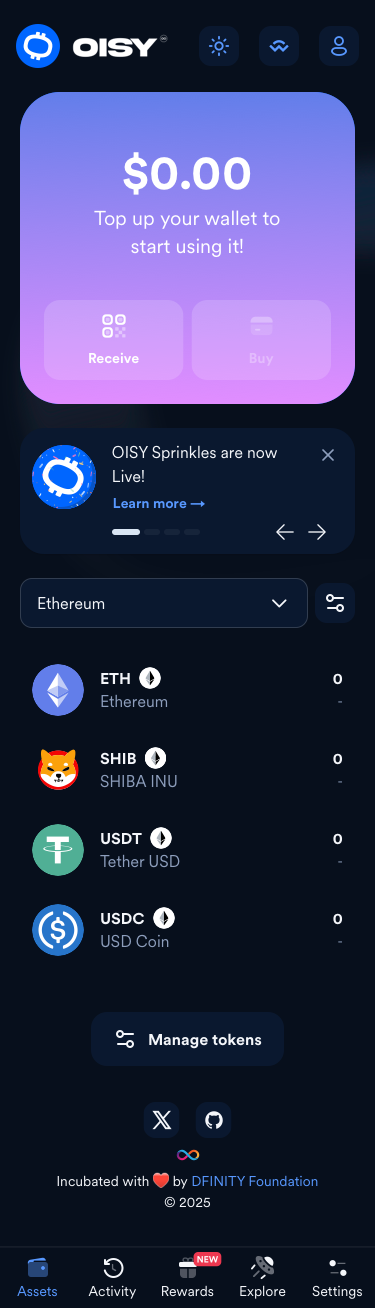 OISY
$0.00
Top up your wallet to
start using it!
Receive
Buy
OISY Sprinkles are now
Live!
Learn more →
Ethereum
ETH
0
Ethereum
-
SHIB
0
SHIBA INU
-
USDT
0
Tether USD
-
USDC
0
USD Coin
-
Manage tokens
Incubated with ❤️ by DFINITY Foundation
© 2025
NEW
Assets
Activity
Rewards
Explore
Settings